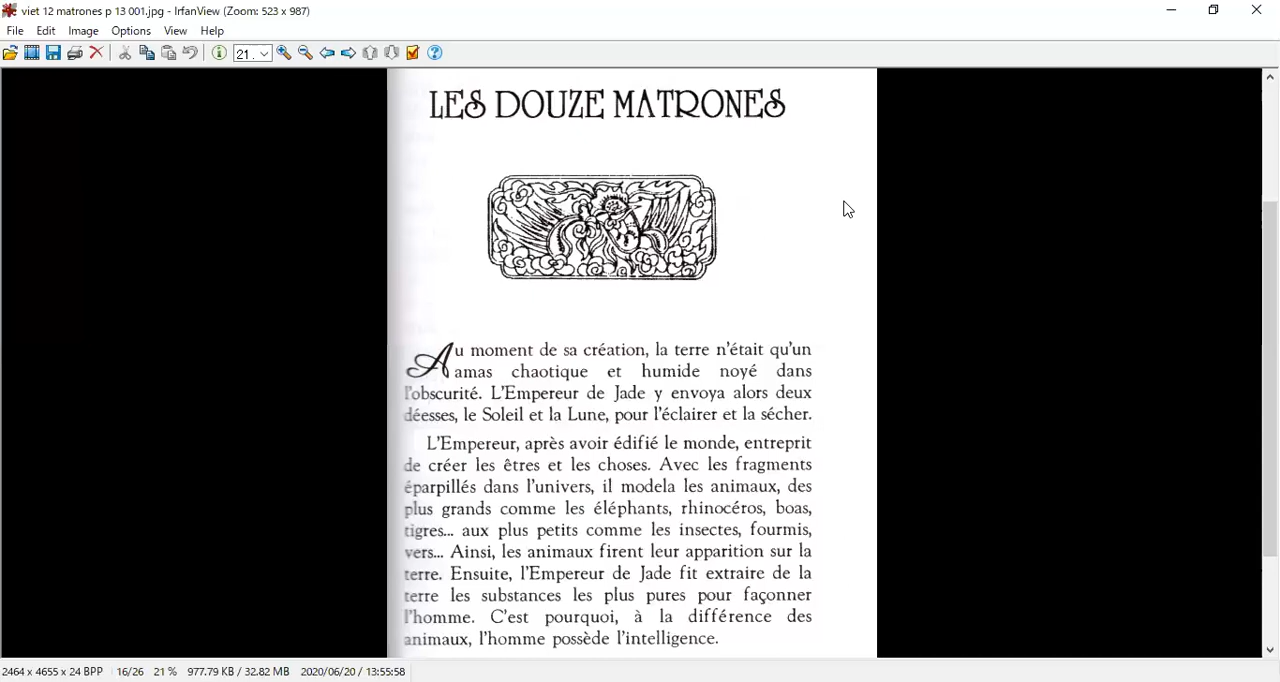 viet 12 matrones p 13 001.jpg - IrfanView (Zoom: 523 x 987)
File Edit Image Options View Help
21.
LES DOUZE MATRONES
Au moment de sa création, la terre n'était qu'un
amas chaotique et humide noyé dans
l'obscurité. L'Empereur de Jade y envoya alors deux
déesses, le Soleil et la Lune, pour l'éclairer et la sécher.
L'Empereur, après avoir édifié le monde, entreprit
de créer les êtres et les choses. Avec les fragments
éparpillés dans l'univers, il modela les animaux, des
plus grands comme les éléphants, rhinocéros, boas,
tigres... aux plus petits comme les insectes, fourmis,
vers... Ainsi, les animaux firent leur apparition sur la
terre. Ensuite, l'Empereur de Jade fit extraire de la
terre les substances les plus pures pour façonner
l'homme. C'est pourquoi, à la différence des
animaux, l'homme possède l'intelligence.
2464 x 4655 x 24 BPP 16/26 21 % 977.79 KB / 32.82 MB 2020/06/20 / 13:55:58